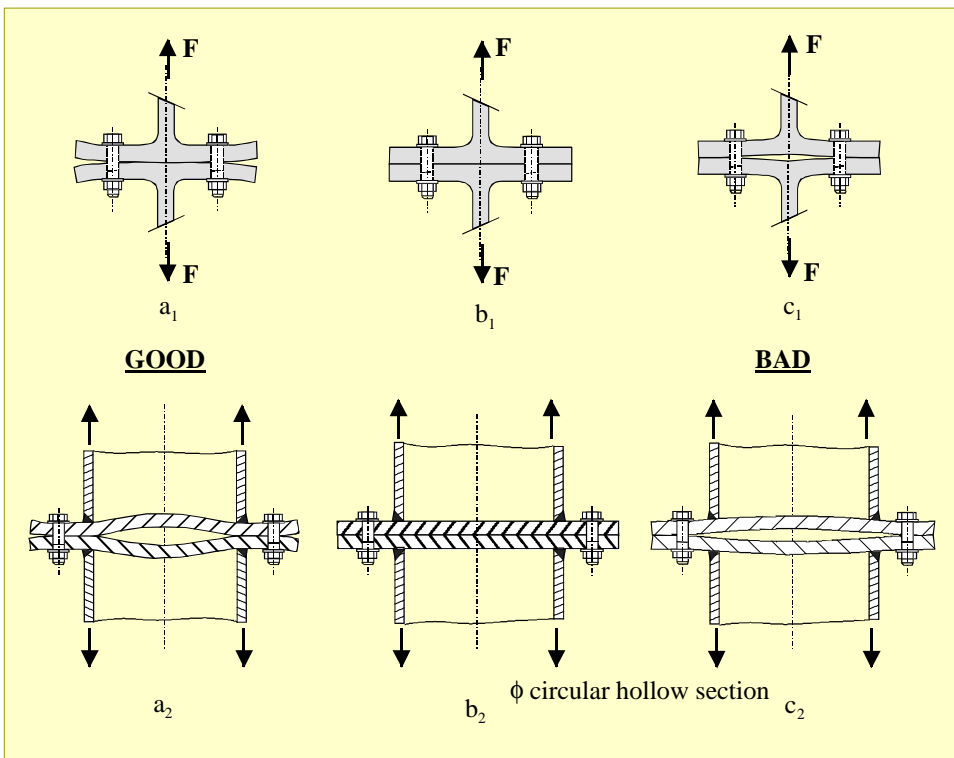 F F F
F F F
a₁ b₁ c₁
GOOD BAD
ϕ circular hollow section
a₂ b₂ c₂